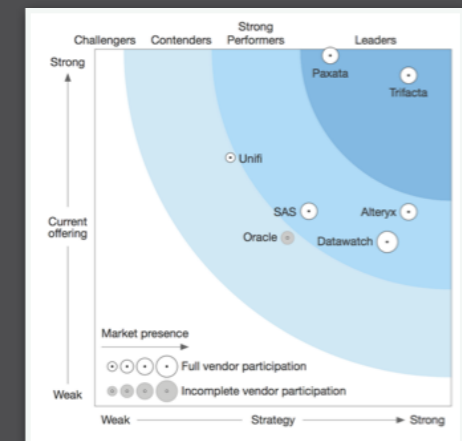 Challengers Contenders Strong Performers Leaders
Strong
Paxata
Trifacta
Unifi
SAS
Alteryx
Current offering
Oracle
Datawatch
Market presence
Full vendor participation
Incomplete vendor participation
Weak
Weak Strategy Strong